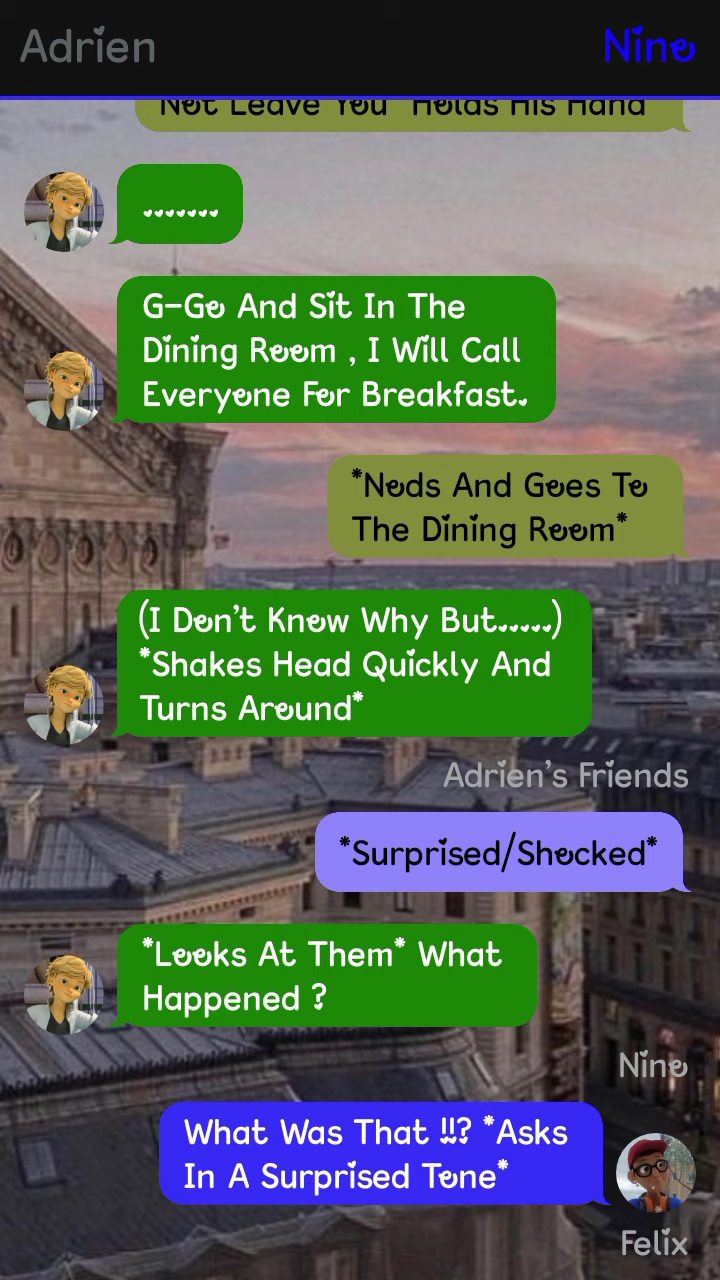 Adrien
Nino
Not Leave You *Holds His Hand*
.......
G-Go And Sit In The
Dining Room , I Will Call
Everyone For Breakfast.
*Nods And Goes To
The Dining Room*
(I Don't Know Why But.....)
*Shakes Head Quickly And
Turns Around*
Adrien's Friends
*Surprised/Shocked*
*Looks At Them* What
Happened ?
Nino
What Was That !!? *Asks
In A Surprised Tone*
Felix